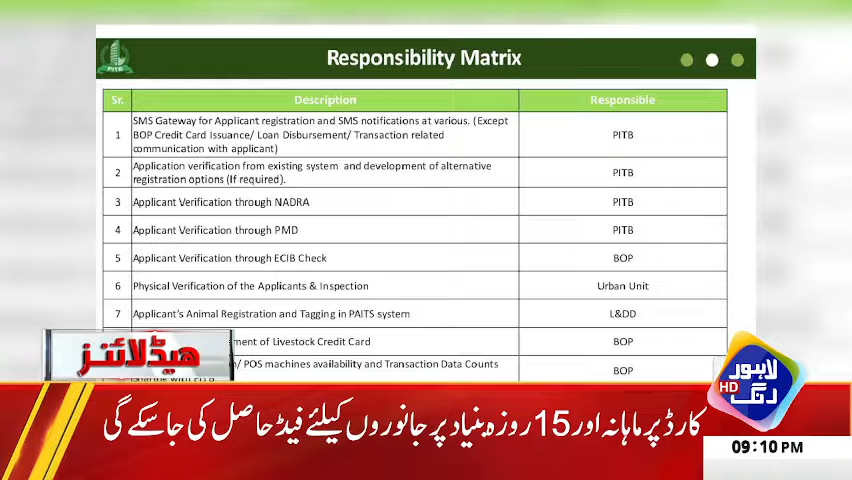 PITB
Responsibility Matrix
Sr. Description Responsible
1 SMS Gateway for Applicant registration and SMS notifications at various. (Except BOP Credit Card Issuance/ Loan Disbursement/ Transaction related communication with applicant) PITB
2 Application verification from existing system and development of alternative registration options (If required). PITB
3 Applicant Verification through NADRA PITB
4 Applicant Verification through PMD PITB
5 Applicant Verification through ECIB Check BOP
6 Physical Verification of the Applicants & Inspection Urban Unit
7 Applicant's Animal Registration and Tagging in PAITS system L&DD
ment of Livestock Credit Card BOP
/ POS machines availability and Transaction Data Counts BOP
ہیڈلائنز
لاہور
رنگ
HD
کارڈ پر ماہانہ اور 15 روزہ بنیاد پر جانوروں کیلئے فیڈ حاصل کی جاسکے گی
09:10 PM